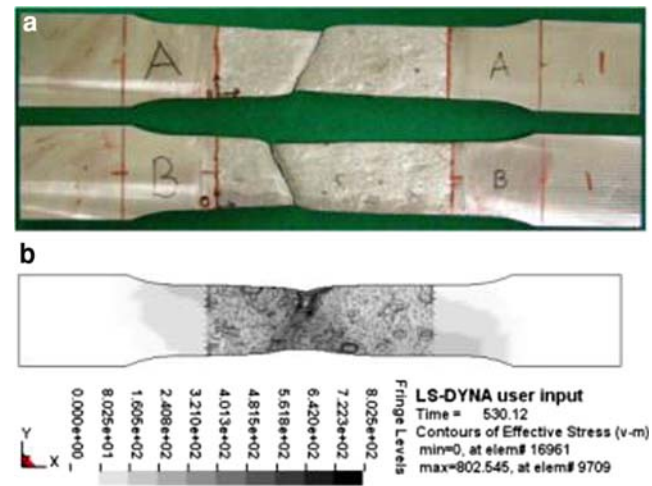 a
A A 1
B B 1
b
0.000e+00
8.025e+01
1.605e+02
2.408e+02
3.210e+02
4.013e+02
4.815e+02
5.618e+02
6.420e+02
7.223e+02
8.025e+02
Fringe Levels
LS-DYNA user input
Time = 530.12
Contours of Effective Stress (v-m)
min=0, at elem# 16961
max=802.545, at elem# 9709
Y
X